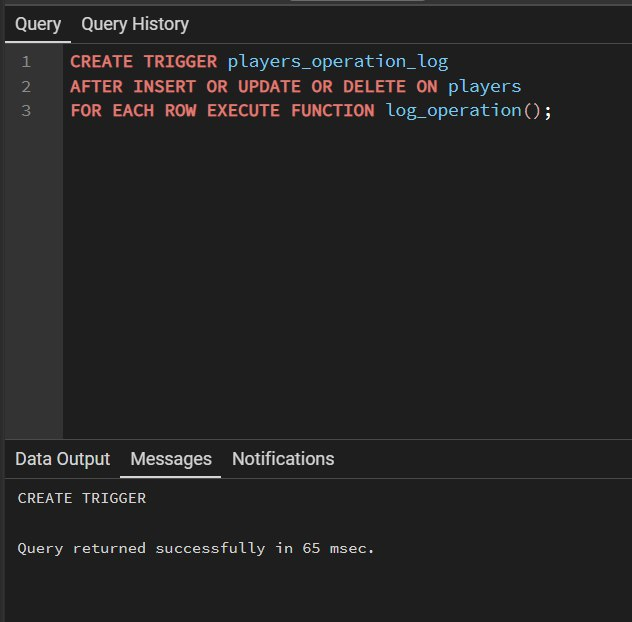 Query Query History
1 CREATE TRIGGER players_operation_log
2 AFTER INSERT OR UPDATE OR DELETE ON players
3 FOR EACH ROW EXECUTE FUNCTION log_operation();
Data Output Messages Notifications
CREATE TRIGGER
Query returned successfully in 65 msec.